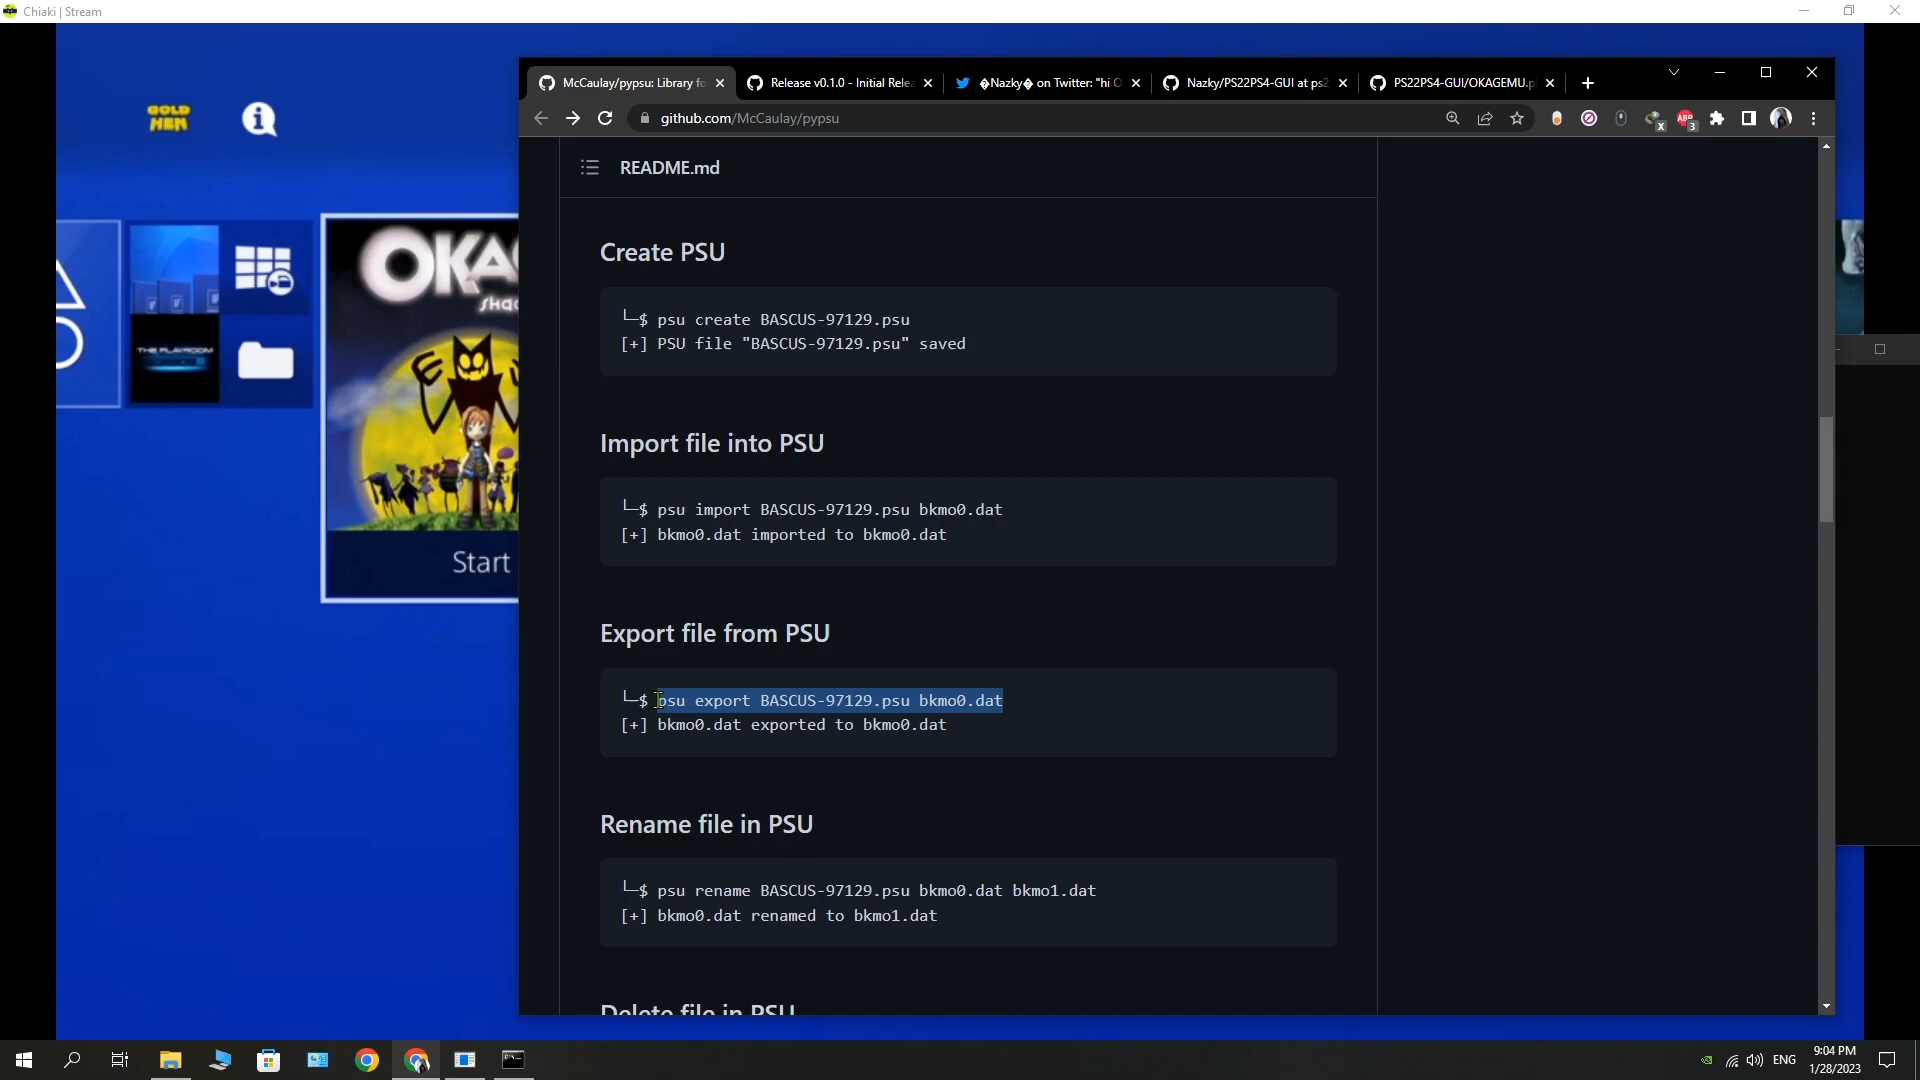 Chiaki | Stream
McCaulay/pypsu: Library fo
Release v0.1.0 - Initial Relea
�Nazky� on Twitter: "hi O
Nazky/PS22PS4-GUI at ps2
PS22PS4-GUI/OKAGEMU.p
github.com/McCaulay/pypsu
ABP
3
X
GOLD
HEN
README.md
Create PSU
└─$ psu create BASCUS-97129.psu
[+] PSU file "BASCUS-97129.psu" saved
Import file into PSU
└─$ psu import BASCUS-97129.psu bkmo0.dat
[+] bkmo0.dat imported to bkmo0.dat
Export file from PSU
└─$ psu export BASCUS-97129.psu bkmo0.dat
[+] bkmo0.dat exported to bkmo0.dat
Rename file in PSU
└─$ psu rename BASCUS-97129.psu bkmo0.dat bkmo1.dat
[+] bkmo0.dat renamed to bkmo1.dat
Delete file in PSU
OKA
Shad
THE PLAYROOM
Start
ENG
9:04 PM
1/28/2023